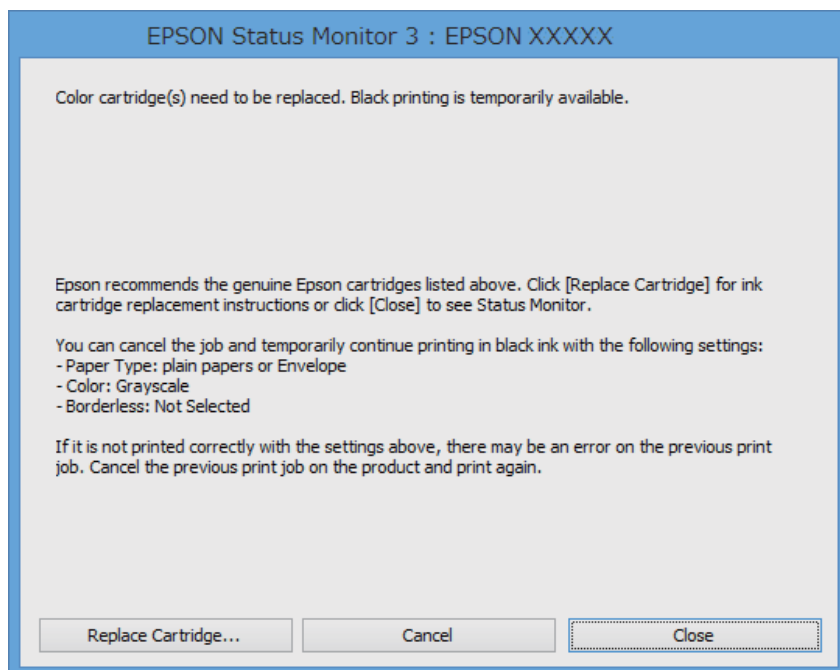 EPSON Status Monitor 3 : EPSON XXXXX
Color cartridge(s) need to be replaced. Black printing is temporarily available.
Epson recommends the genuine Epson cartridges listed above. Click [Replace Cartridge] for ink
cartridge replacement instructions or click [Close] to see Status Monitor.
You can cancel the job and temporarily continue printing in black ink with the following settings:
- Paper Type: plain papers or Envelope
- Color: Grayscale
- Borderless: Not Selected
If it is not printed correctly with the settings above, there may be an error on the previous print
job. Cancel the previous print job on the product and print again.
Replace Cartridge... Cancel Close